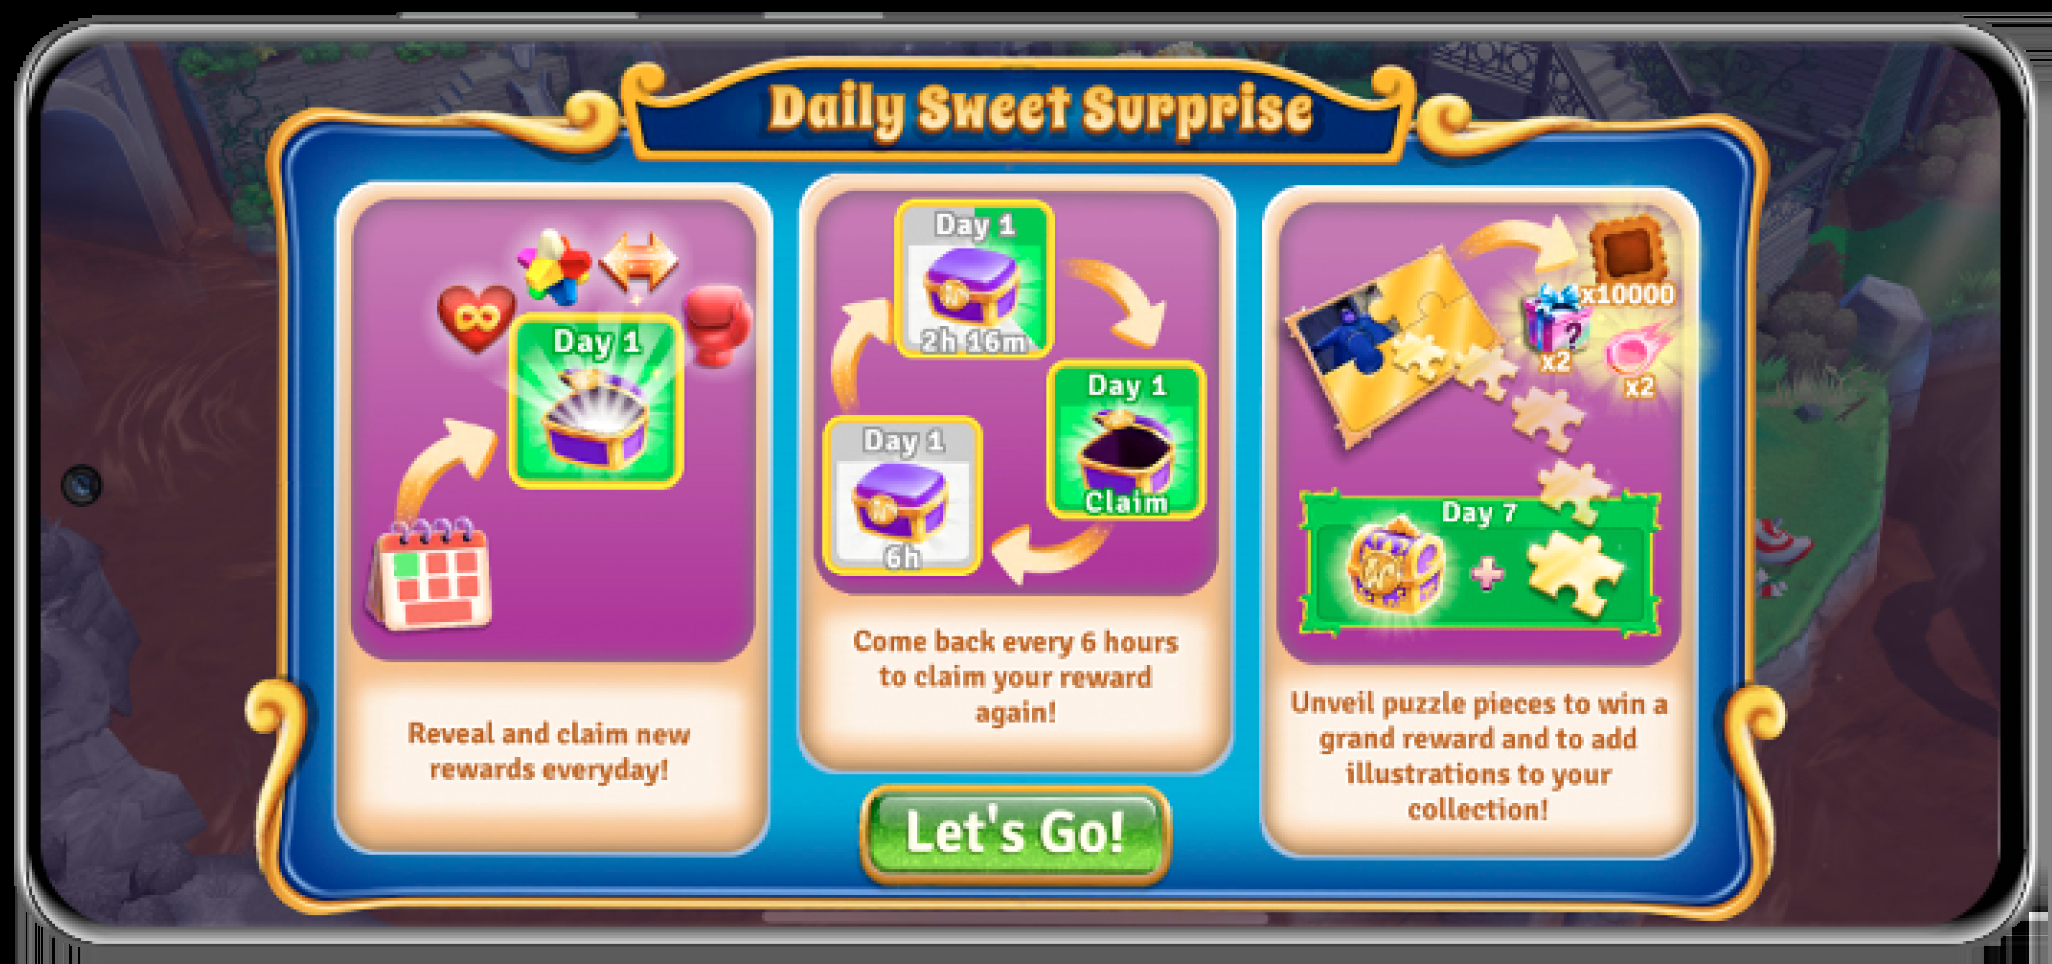 Daily Sweet Surprise
Day 1
Reveal and claim new
rewards everyday!
Day 1
2h 16m
Day 1
Claim
Day 1
6h
Come back every 6 hours
to claim your reward
again!
x10000
?
x2
x2
Day 7
Unveil puzzle pieces to win a
grand reward and to add
illustrations to your
collection!
Let's Go!